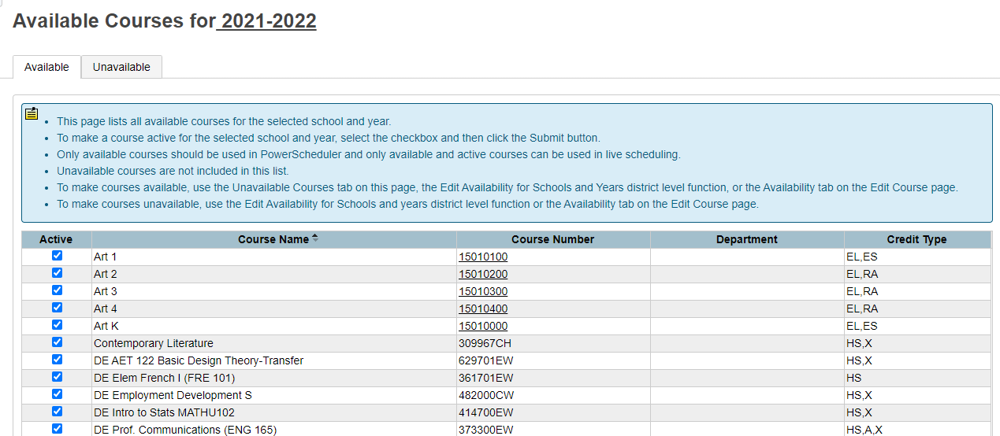 Available Courses for 2021-2022
Available Unavailable
This page lists all available courses for the selected school and year.
To make a course active for the selected school and year, select the checkbox and then click the Submit button.
Only available courses should be used in PowerScheduler and only available and active courses can be used in live scheduling.
Unavailable courses are not included in this list.
To make courses available, use the Unavailable Courses tab on this page, the Edit Availability for Schools and Years district level function, or the Availability tab on the Edit Course page.
To make courses unavailable, use the Edit Availability for Schools and years district level function or the Availability tab on the Edit Course page.
Active Course Name Course Number Department Credit Type
Art 1 15010100 EL,ES
Art 2 15010200 EL,RA
Art 3 15010300 EL,RA
Art 4 15010400 EL,RA
Art K 15010000 EL,ES
Contemporary Literature 309967CH HS,X
DE AET 122 Basic Design Theory-Transfer 629701EW HS,X
DE Elem French I (FRE 101) 361701EW HS
DE Employment Development S 482000CW HS,X
DE Intro to Stats MATHU102 414700EW HS,X
DE Prof. Communications (ENG 165) 373300EW HS,A,X